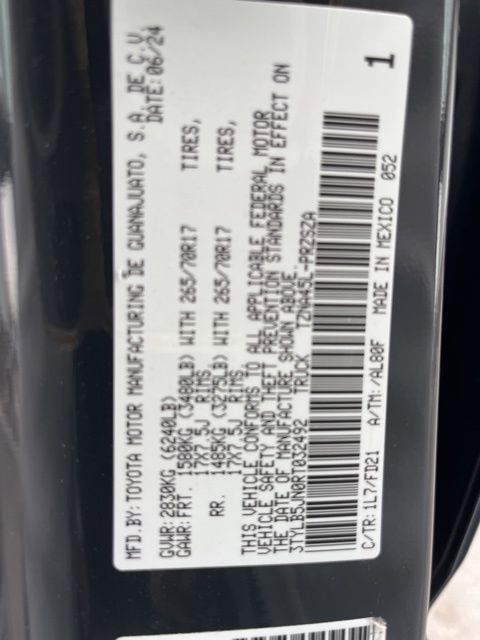 MFD.BY: TOYOTA MOTOR MANUFACTURING DE GUANAJUATO, S.A. DE C.V.
DATE: 06/24
GVWR: 2830KG (6240LB)
GAWR: FRT. 1580KG (3480LB) WITH 265/70R17 TIRES,
17X7.5J RIMS,
RR. 1485KG (3275LB) WITH 265/70R17 TIRES,
17X7.5J RIMS,
THIS VEHICLE CONFORMS TO ALL APPLICABLE FEDERAL MOTOR
VEHICLE SAFETY AND THEFT PREVENTION STANDARDS IN EFFECT ON
THE DATE OF MANUFACTURE SHOWN ABOVE.
3TYLB5JN0RT032492 TRUCK TZNA45L-PRZSZA
C/TR: 1L7/FD21 A/TM: /AL80F MADE IN MEXICO 052
1